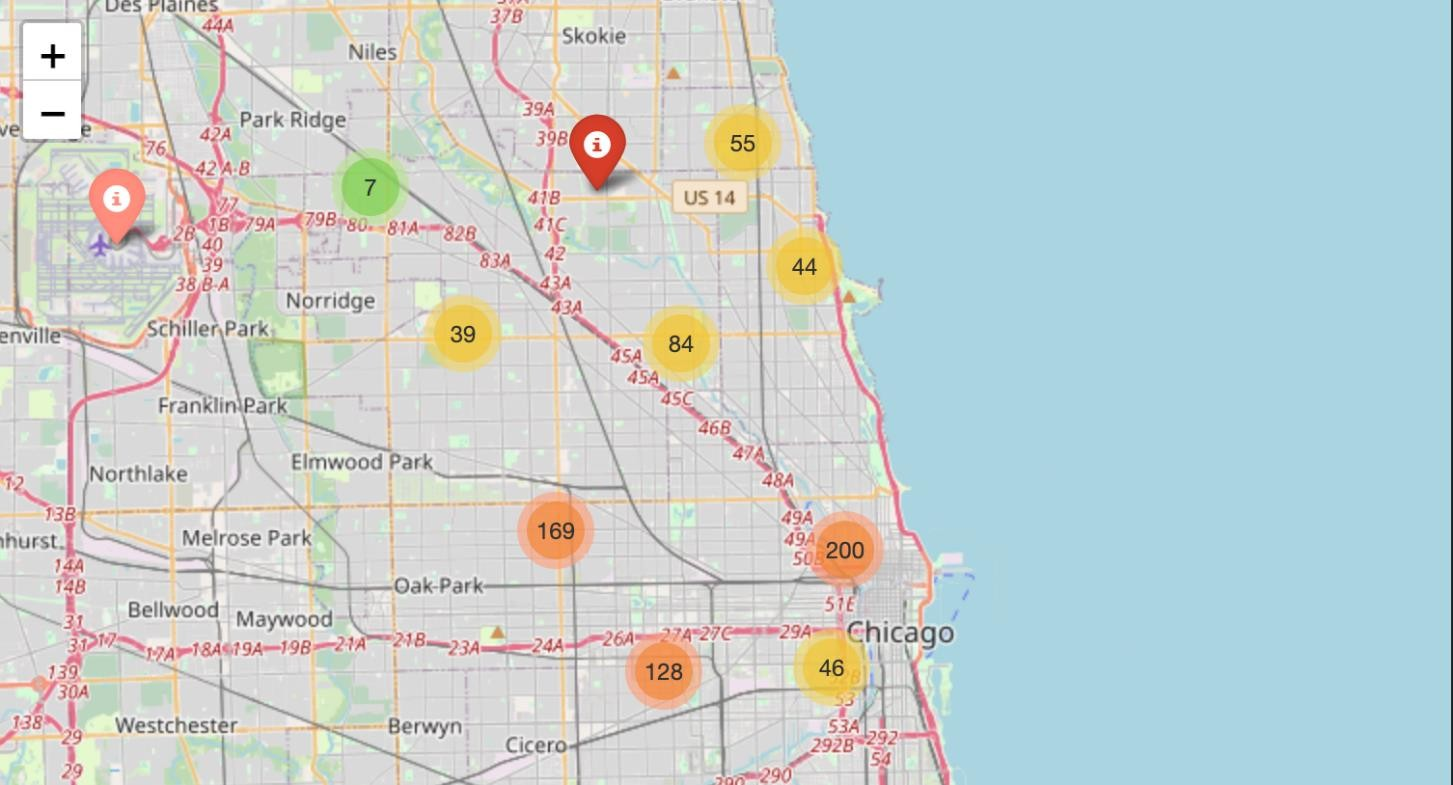 Des Plaines
37B
44A
Skokie
Niles
+
−
39A
Park Ridge
42A
39B
55
76
42 A-B
7
41B
US 14
77
79A
79B
80
81A
82B
1B
2B
41C
40
42
39
83A
44
38 B-A
43A
Norridge
43A
Schiller Park
39
84
enville
45A
45A
45C
Franklin Park
46B
47A
Elmwood Park
Northlake
48A
12
13B
49A
169
Melrose Park
49A
200
nhurst
50B
14A
14B
Oak Park
Bellwood
Maywood
51E
31
Chicago
31
17
17A
18A
19A
19B
21A
21B
23A
24A
26A
27A
27C
29A
139
128
46
30A
53
138
Westchester
Berwyn
53A
29
Cicero
292B
292
54
29
290
290